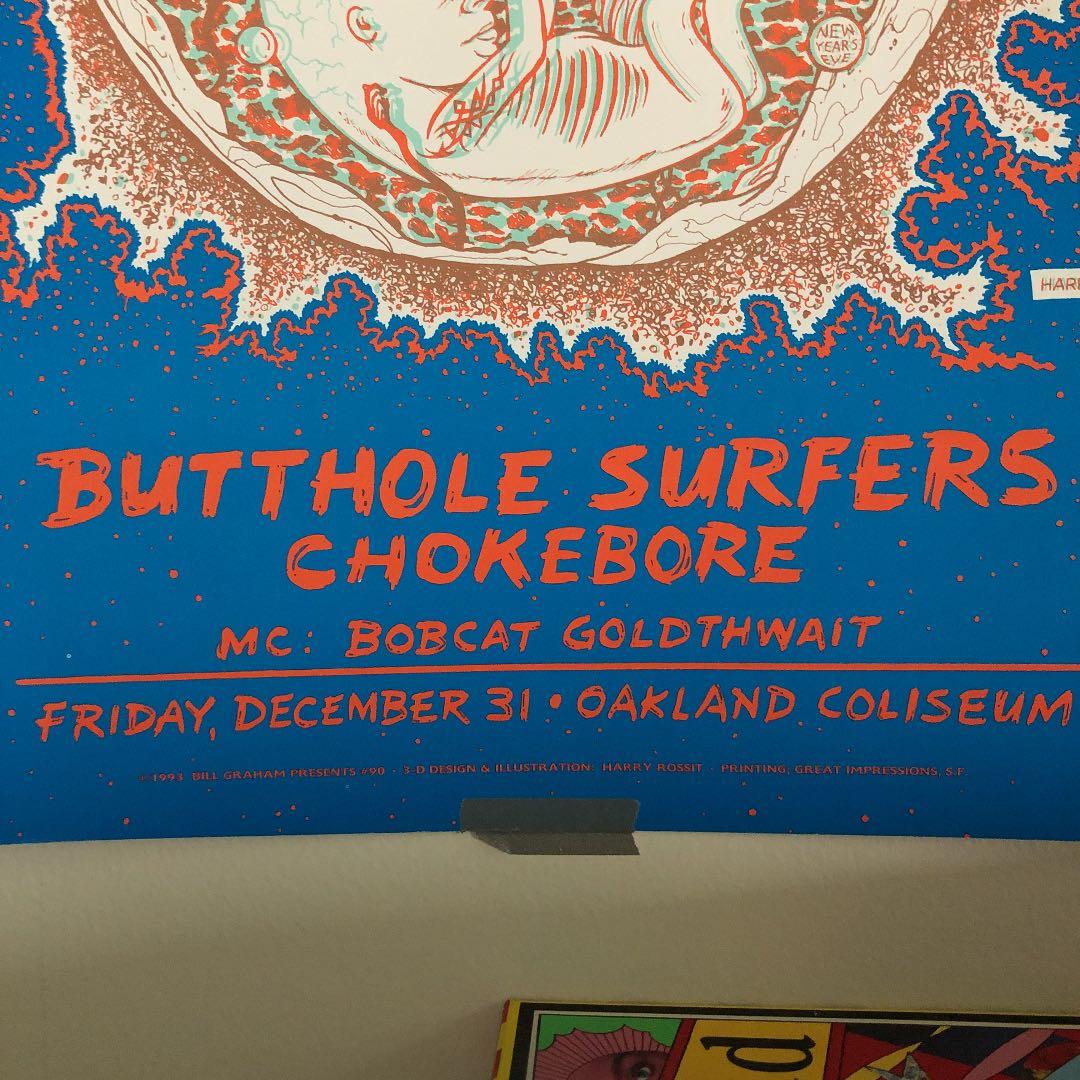 NEW
YEAR'S
EVE
HARR
BUTTHOLE SURFERS
CHOKEBORE
MC: BOBCAT GOLDTHWAIT
FRIDAY, DECEMBER 31 • OAKLAND COLISEUM
©1993 BILL GRAHAM PRESENTS #90 · 3-D DESIGN & ILLUSTRATION: HARRY ROSSIT · PRINTING: GREAT IMPRESSIONS, S.F.